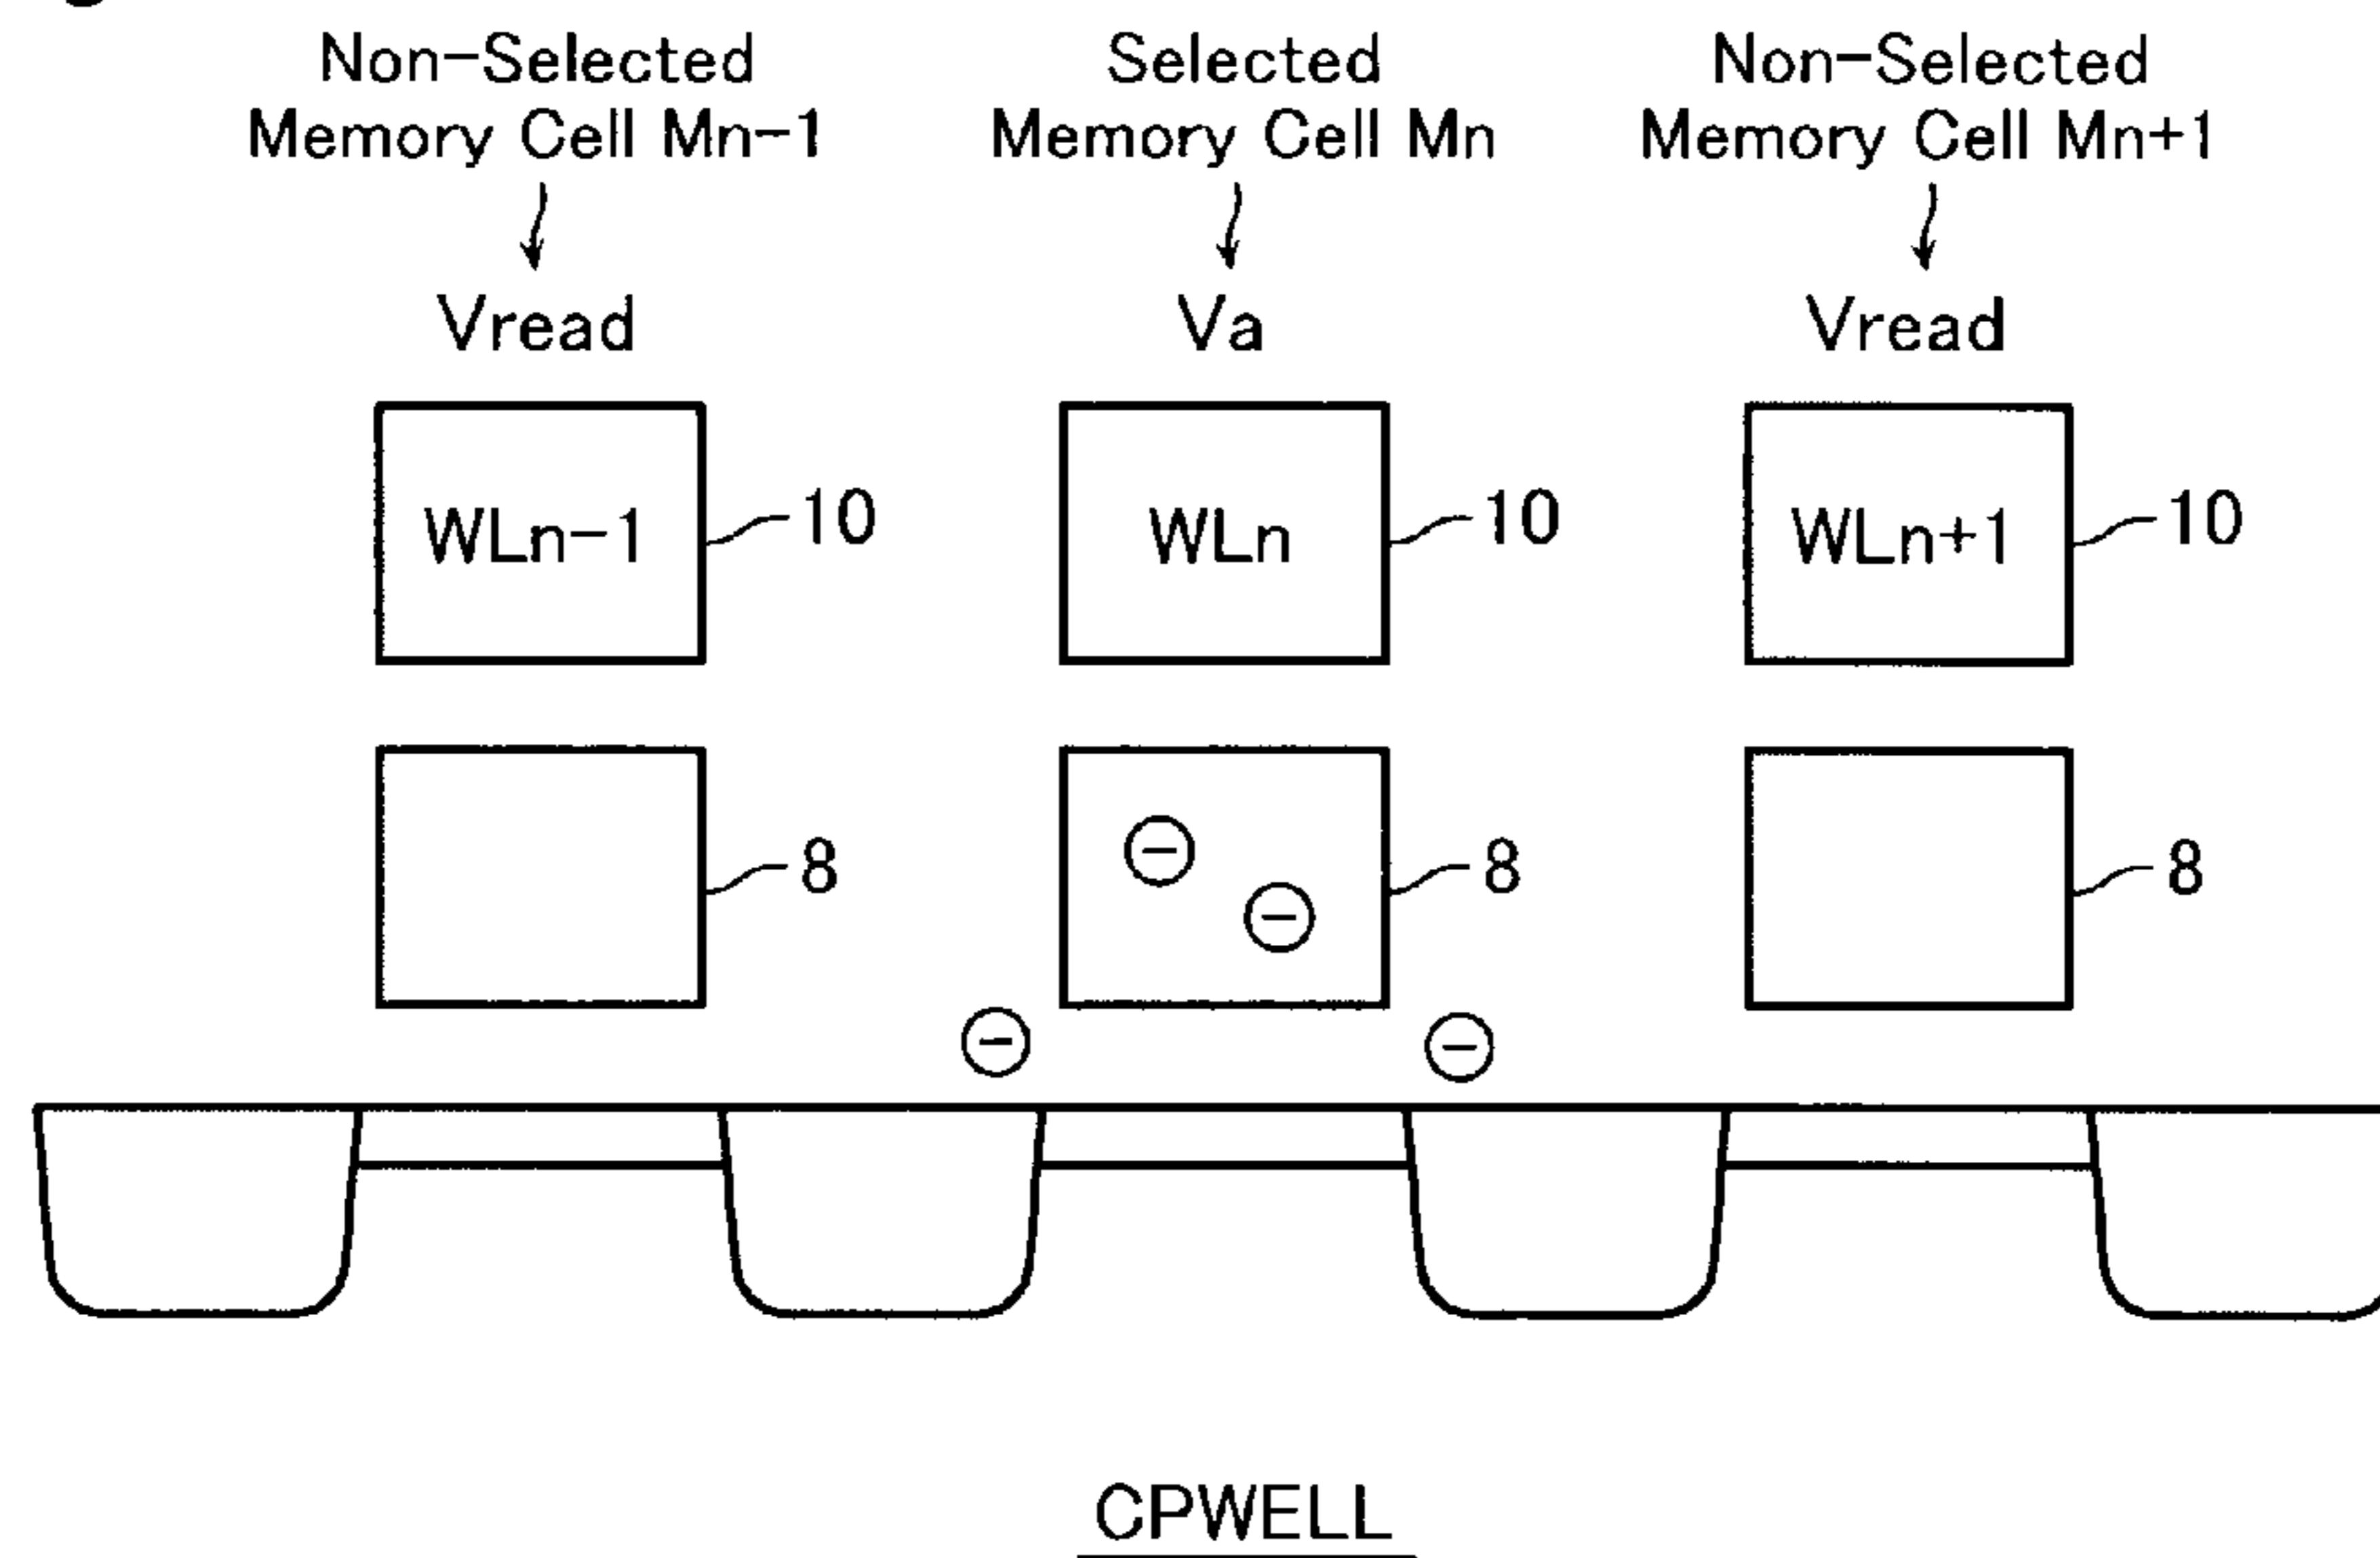 Non-Selected
Memory Cell Mn-1
Selected
Memory Cell Mn
Non-Selected
Memory Cell Mn+1
Vread
Va
Vread
WLn-1
10
WLn
10
WLn+1
10
8
8
8
CPWELL